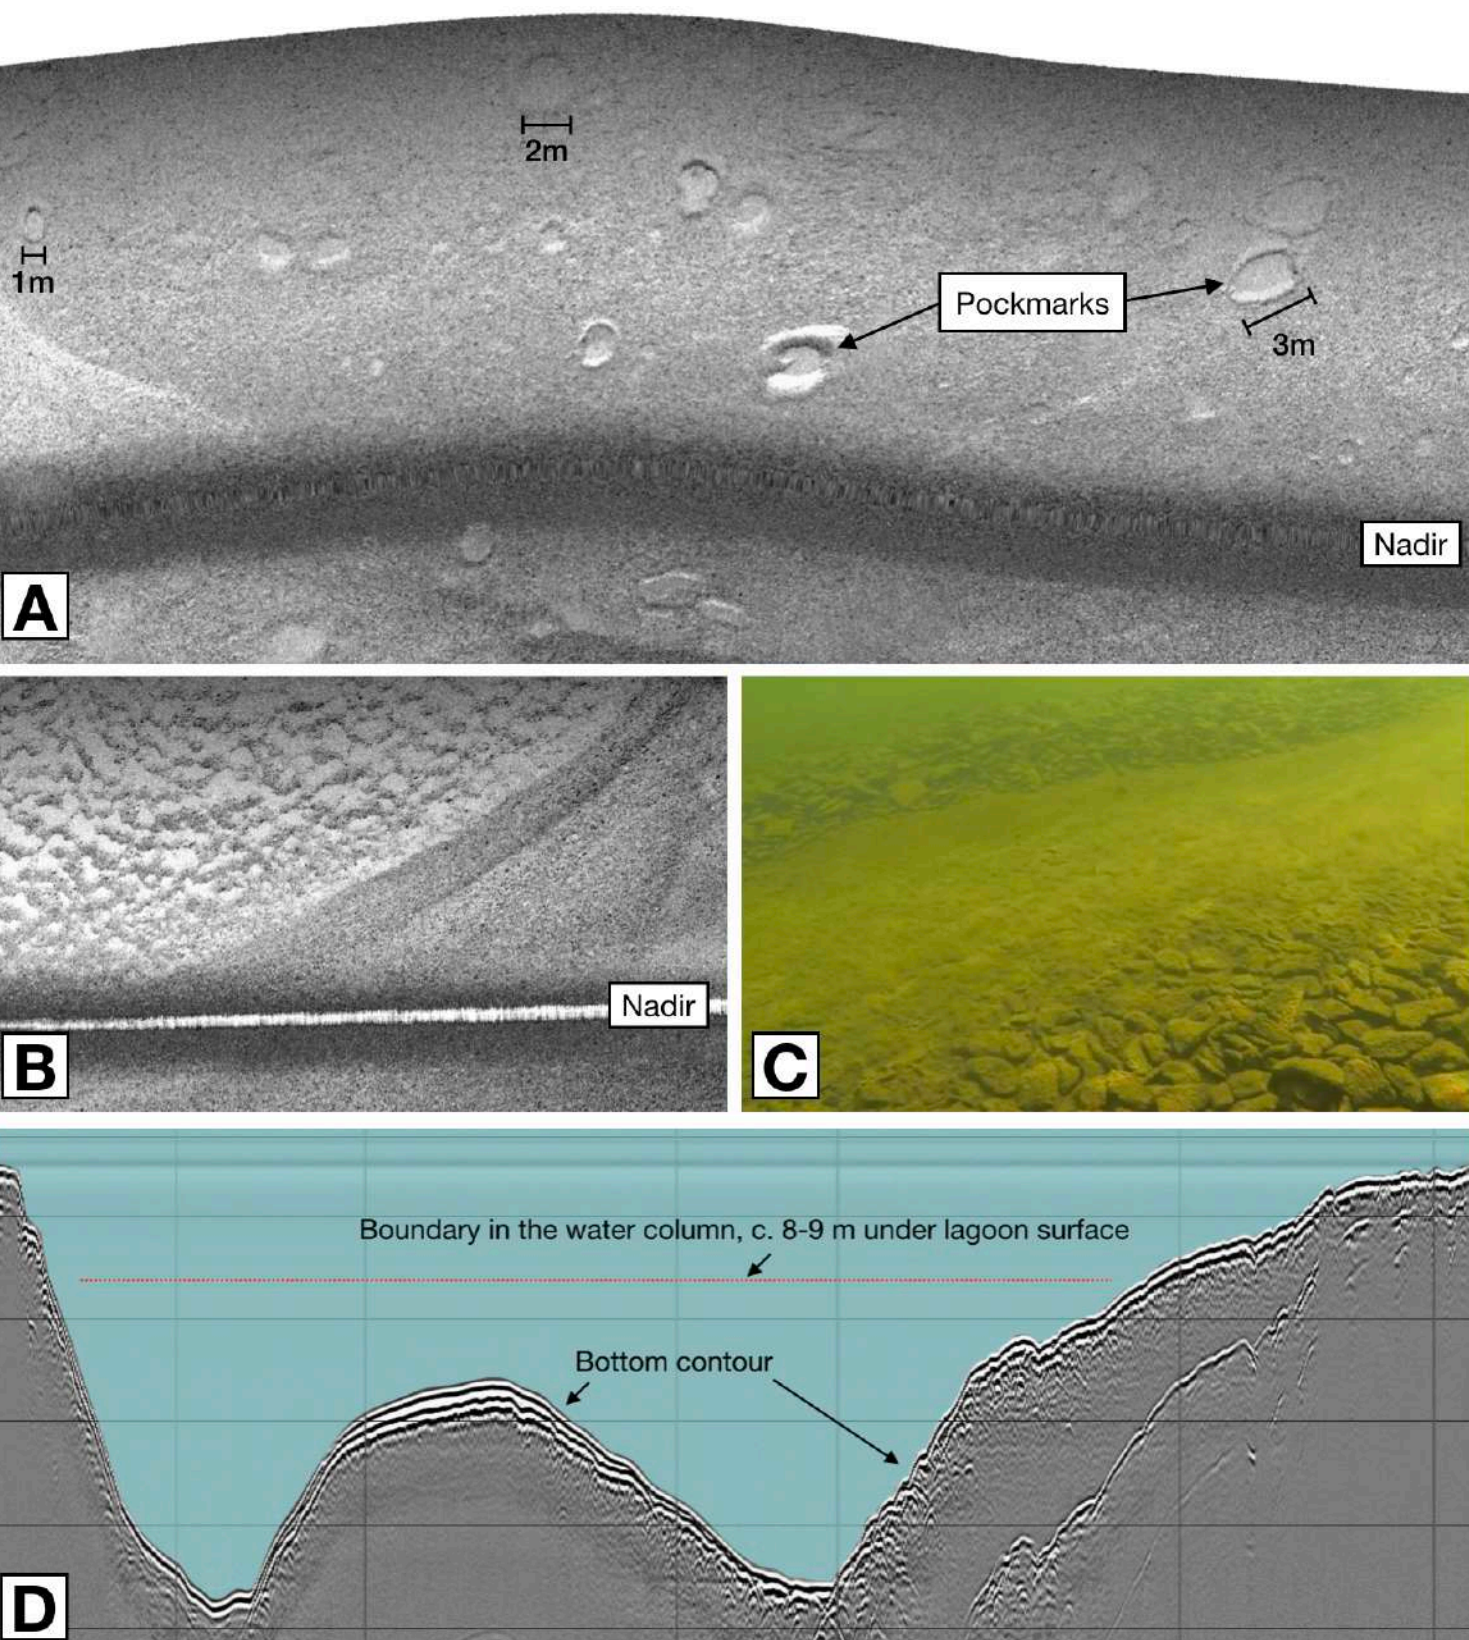 2m
1m
Pockmarks
3m
Nadir
A
Nadir
B
C
Boundary in the water column, c. 8-9 m under lagoon surface
Bottom contour
D